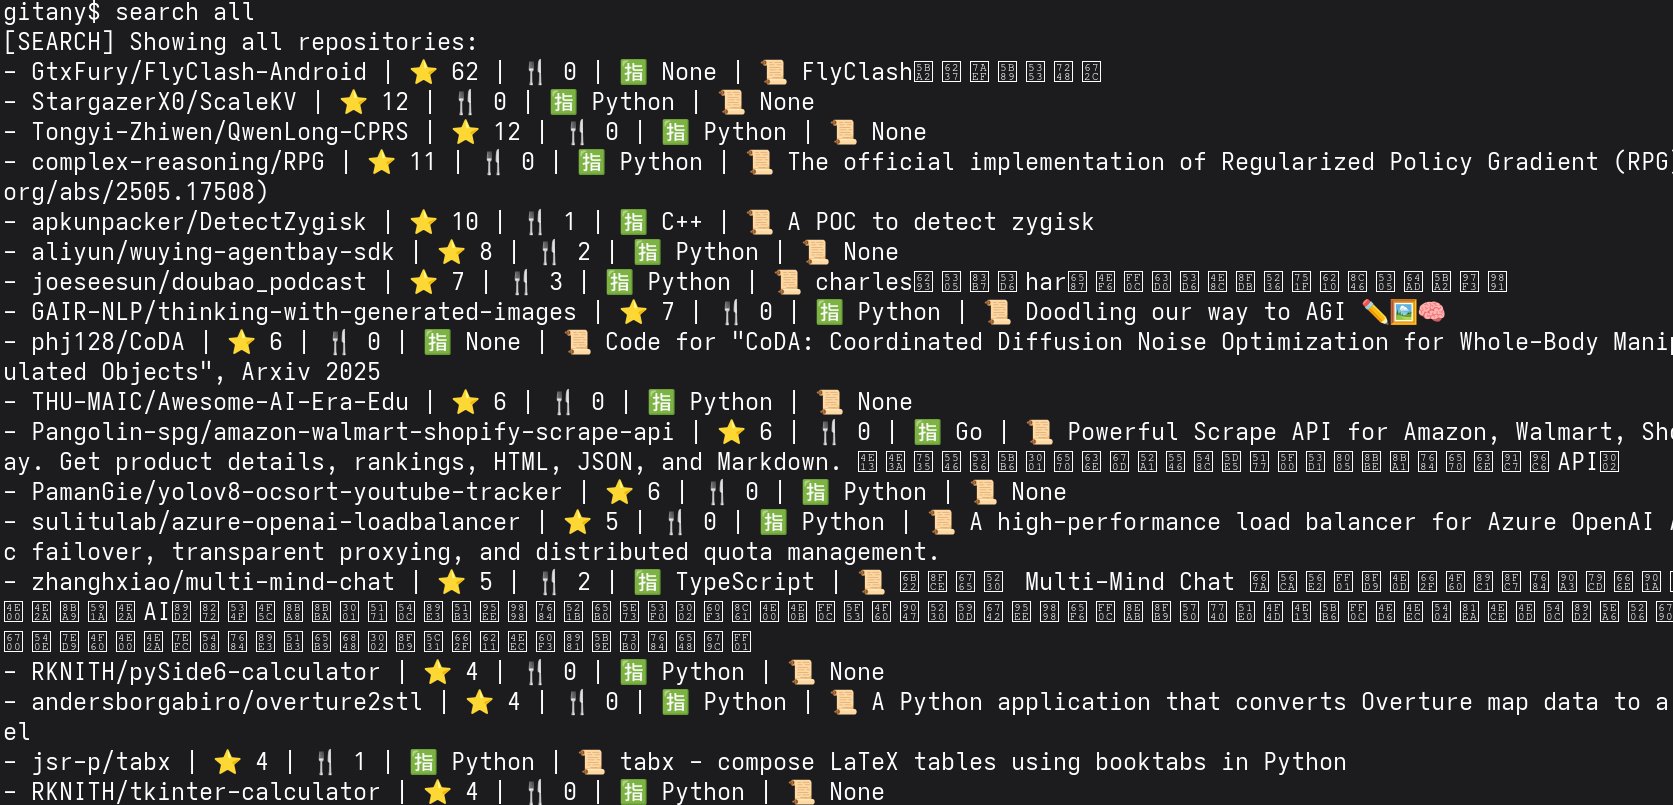 gitany$ search all
[SEARCH] Showing all repositories:
- GtxFury/FlyClash-Android | ⭐ 62 | 🍴 0 | 🈯 None | 📜 FlyClash
- StargazerX0/ScaleKV | ⭐ 12 | 🍴 0 | 🈯 Python | 📜 None
- Tongyi-Zhiwen/QwenLong-CPRS | ⭐ 12 | 🍴 0 | 🈯 Python | 📜 None
- complex-reasoning/RPG | ⭐ 11 | 🍴 0 | 🈯 Python | 📜 The official implementation of Regularized Policy Gradient (RPG)
org/abs/2505.17508)
- apkunpacker/DetectZygisk | ⭐ 10 | 🍴 1 | 🈯 C++ | 📜 A POC to detect zygisk
- aliyun/wuying-agentbay-sdk | ⭐ 8 | 🍴 2 | 🈯 Python | 📜 None
- joeseesun/doubao_podcast | ⭐ 7 | 🍴 3 | 🈯 Python | 📜 charles har
- GAIR-NLP/thinking-with-generated-images | ⭐ 7 | 🍴 0 | 🈯 Python | 📜 Doodling our way to AGI ✏️🖼️🧠
- phj128/CoDA | ⭐ 6 | 🍴 0 | 🈯 None | 📜 Code for "CoDA: Coordinated Diffusion Noise Optimization for Whole-Body Manip
ulated Objects", Arxiv 2025
- THU-MAIC/Awesome-AI-Era-Edu | ⭐ 6 | 🍴 0 | 🈯 Python | 📜 None
- Pangolin-spg/amazon-walmart-shopify-scrape-api | ⭐ 6 | 🍴 0 | 🈯 Go | 📜 Powerful Scrape API for Amazon, Walmart, Sho
ay. Get product details, rankings, HTML, JSON, and Markdown. API
- PamanGie/yolov8-ocsort-youtube-tracker | ⭐ 6 | 🍴 0 | 🈯 Python | 📜 None
- sulitulab/azure-openai-loadbalancer | ⭐ 5 | 🍴 0 | 🈯 Python | 📜 A high-performance load balancer for Azure OpenAI A
c failover, transparent proxying, and distributed quota management.
- zhanghxiao/multi-mind-chat | ⭐ 5 | 🍴 2 | 🈯 TypeScript | 📜 Multi-Mind Chat
AI
- RKNITH/pySide6-calculator | ⭐ 4 | 🍴 0 | 🈯 Python | 📜 None
- andersborgabiro/overture2stl | ⭐ 4 | 🍴 0 | 🈯 Python | 📜 A Python application that converts Overture map data to a
el
- jsr-p/tabx | ⭐ 4 | 🍴 1 | 🈯 Python | 📜 tabx - compose LaTeX tables using booktabs in Python
- RKNITH/tkinter-calculator | ⭐ 4 | 🍴 0 | 🈯 Python | 📜 None